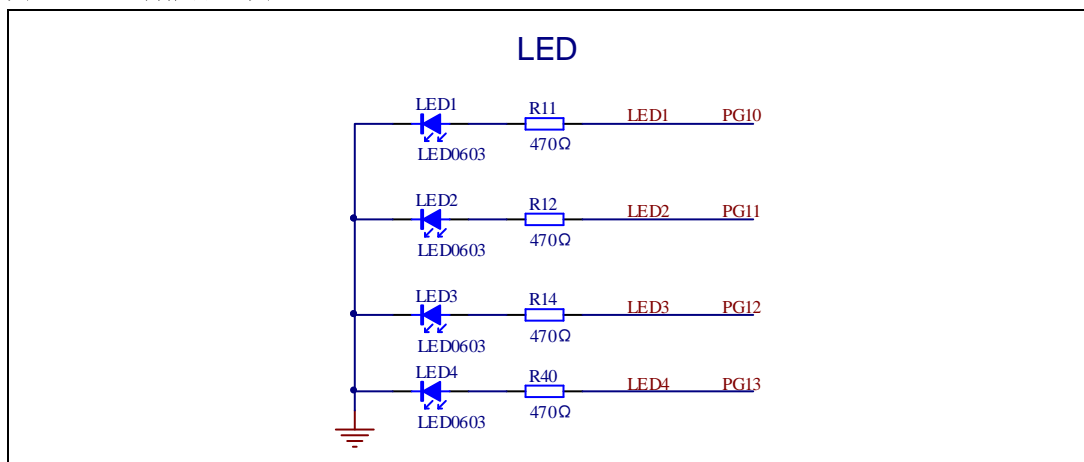 LED
LED1 R11 LED1 PG10
LED0603 470Ω
LED2 R12 LED2 PG11
LED0603 470Ω
LED3 R14 LED3 PG12
LED0603 470Ω
LED4 R40 LED4 PG13
LED0603 470Ω